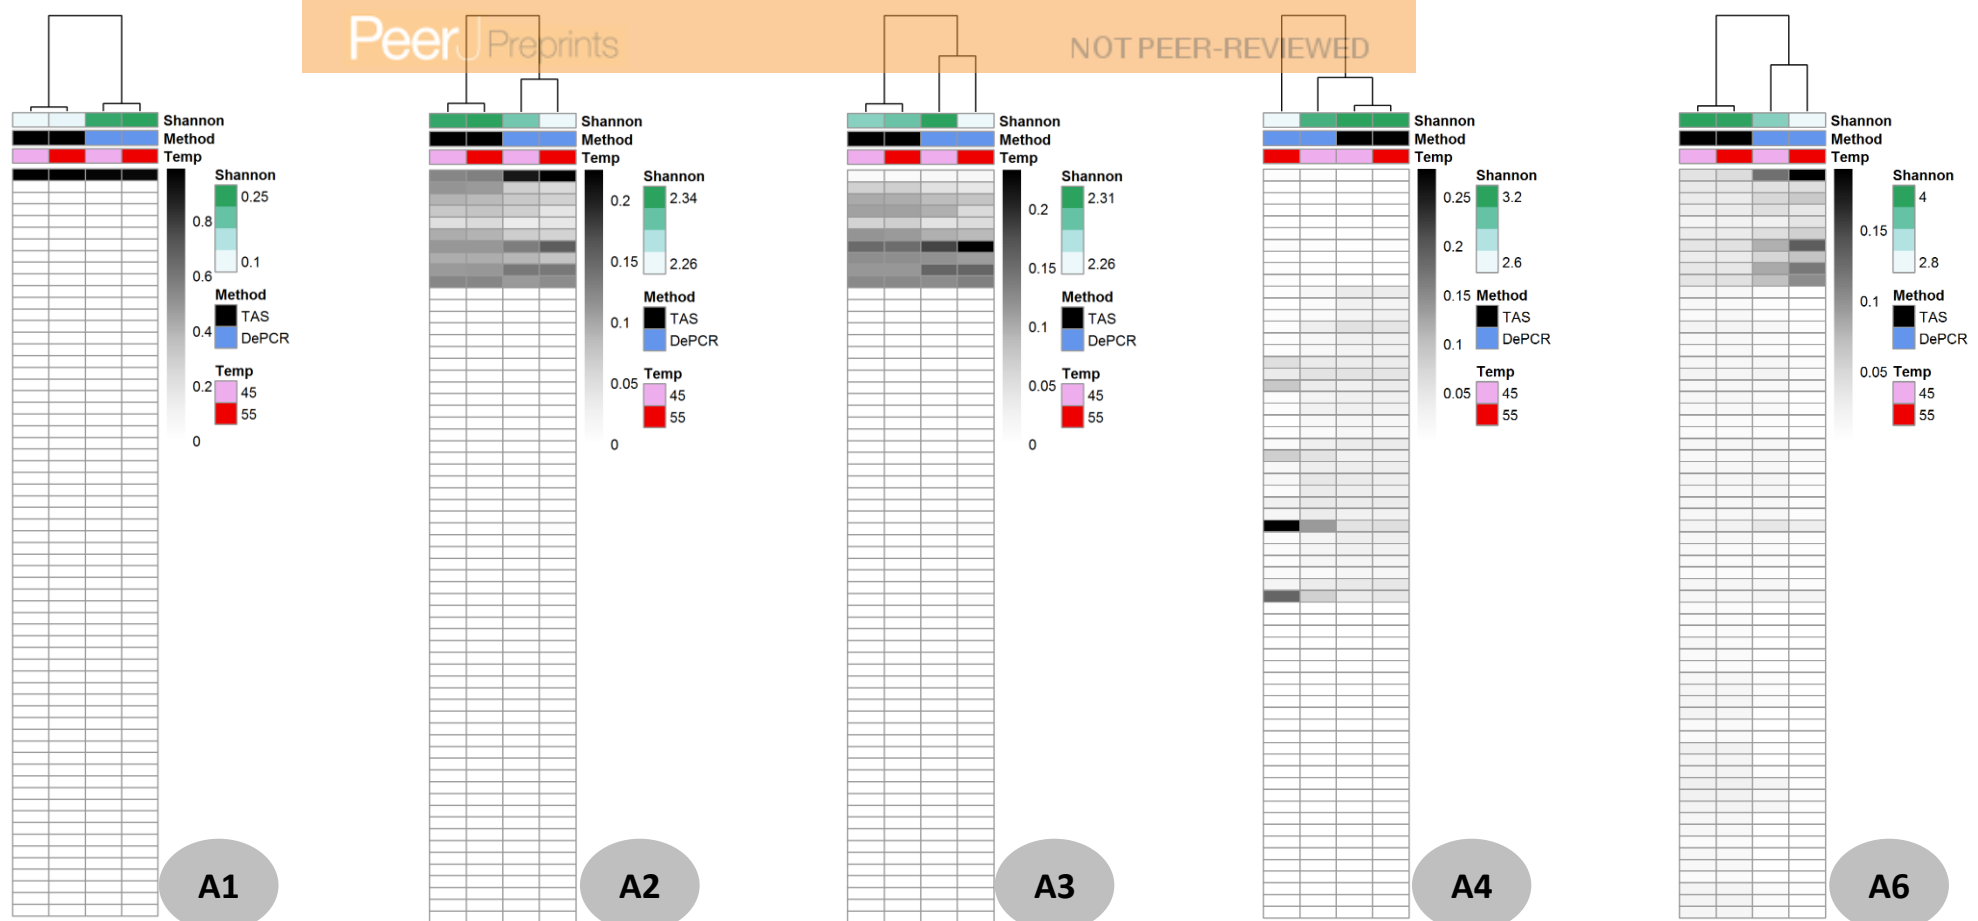 PeerJ Preprints
NOT PEER-REVIEWED
Shannon
Method
Temp
Shannon
0.25
0.1
0.8
0.6
0.4
0.2
0
Method
TAS
DePCR
Temp
45
55
A1
Shannon
Method
Temp
Shannon
2.34
2.26
0.2
0.15
0.1
0.05
0
Method
TAS
DePCR
Temp
45
55
A2
Shannon
Method
Temp
Shannon
2.31
2.26
0.2
0.15
0.1
0.05
0
Method
TAS
DePCR
Temp
45
55
A3
Shannon
Method
Temp
Shannon
3.2
2.6
0.25
0.2
0.15
0.1
0.05
Method
TAS
DePCR
Temp
45
55
A4
Shannon
Method
Temp
Shannon
4
2.8
0.15
0.1
0.05
Method
TAS
DePCR
Temp
45
55
A6